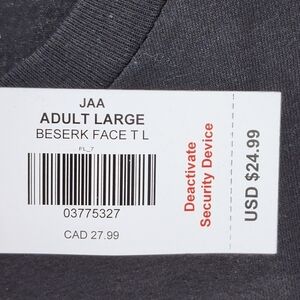 JAA
ADULT LARGE
BESERK FACE T L
FL_7
03775327
CAD 27.99
Deactivate
Security Device
USD $24.99